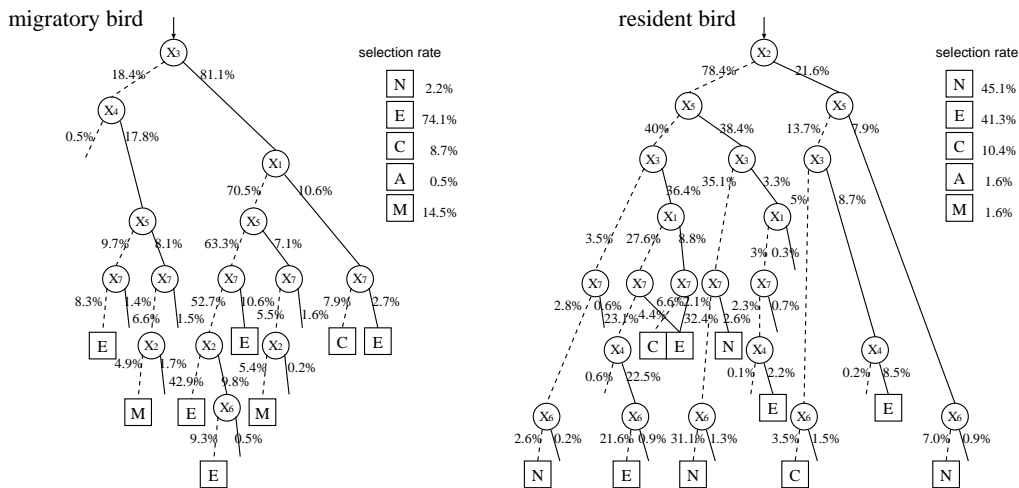 migratory bird
X3
18.4% 81.1%
X4
0.5% 17.8%
X1
70.5% 10.6%
X5 X5
9.7% 8.1% 63.3% 7.1%
X7 X7 X7 X7 X7
8.3% 1.4% 52.7% 10.6% 7.9% 2.7%
6.6% 1.5% 5.5% 1.6%
E X2 X2 E X2 C E
4.9% 1.7% 42.9% 9.8% 5.4% 0.2%
M E X6 M
9.3% 0.5%
E
selection rate
N 2.2%
E 74.1%
C 8.7%
A 0.5%
M 14.5%
resident bird
X2
78.4% 21.6%
X5 X5
40% 38.4% 13.7% 7.9%
X3 X3 X3
36.4% 35.1% 3.3% 5% 8.7%
X1 X1
3.5% 27.6% 8.8% 3% 0.3%
X7 X7 X7 X7 X7
2.8% 0.6% 23.1% 4.4% 6.6% 2.1% 32.4% 2.6% 2.3% 0.7%
X4 C E N X4 X4
0.6% 22.5% 0.1% 2.2% 0.2% 8.5%
E E
X6 X6 X6 X6 X6
2.6% 0.2% 21.6% 0.9% 31.1% 1.3% 3.5% 1.5% 7.0% 0.9%
N E N C N
selection rate
N 45.1%
E 41.3%
C 10.4%
A 1.6%
M 1.6%